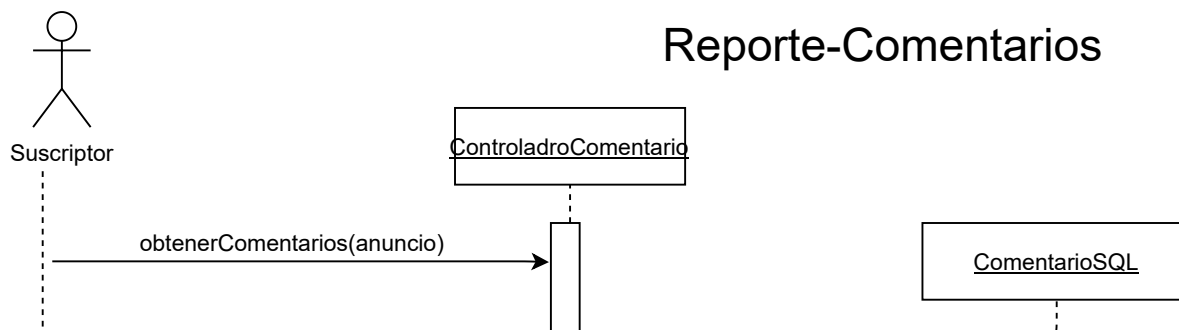 Reporte-Comentarios
Suscriptor
ControladroComentario
obtenerComentarios(anuncio)
ComentarioSQL